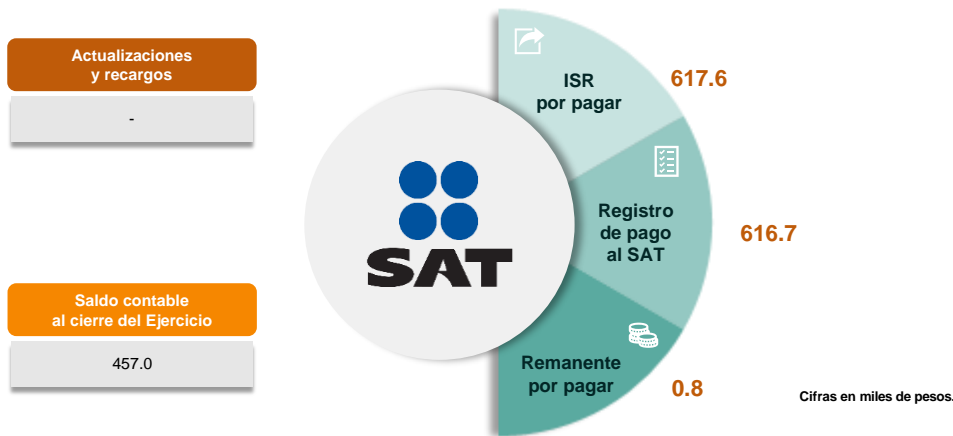 Actualizaciones
y recargos
-
Saldo contable
al cierre del Ejercicio
457.0
SAT
ISR
por pagar
617.6
Registro
de pago
al SAT
616.7
Remanente
por pagar
0.8
Cifras en miles de pesos.